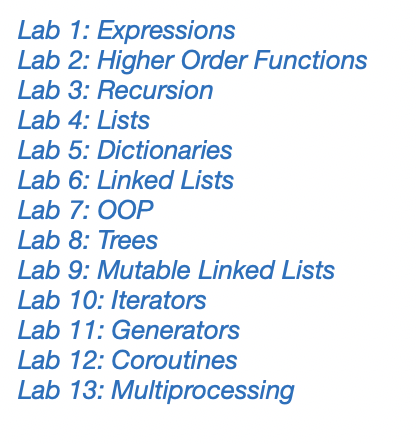 Lab 1: Expressions
Lab 2: Higher Order Functions
Lab 3: Recursion
Lab 4: Lists
Lab 5: Dictionaries
Lab 6: Linked Lists
Lab 7: OOP
Lab 8: Trees
Lab 9: Mutable Linked Lists
Lab 10: Iterators
Lab 11: Generators
Lab 12: Coroutines
Lab 13: Multiprocessing